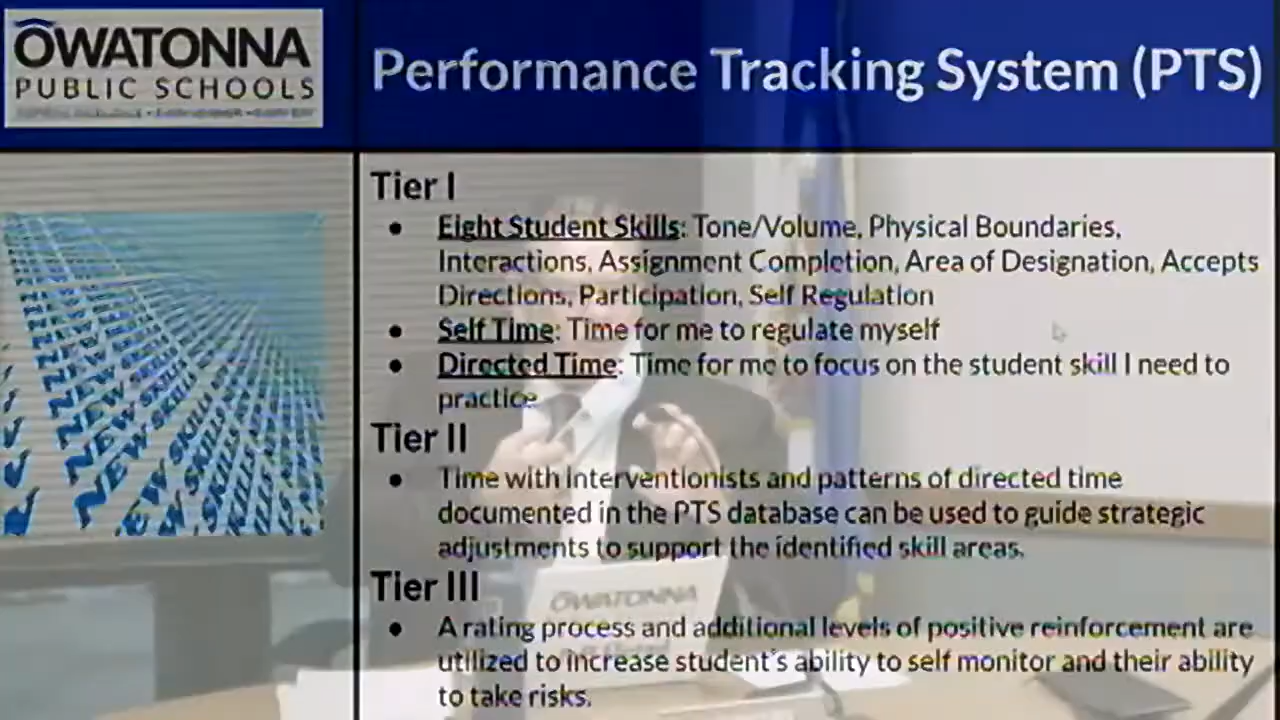 OWATONNA
PUBLIC SCHOOLS
Performance Tracking System (PTS)
Tier I
● Eight Student Skills: Tone/Volume, Physical Boundaries,
Interactions, Assignment Completion, Area of Designation, Accepts
Directions, Participation, Self Regulation
● Self Time: Time for me to regulate myself
● Directed Time: Time for me to focus on the student skill I need to
practice
Tier II
● Time with interventionists and patterns of directed time
documented in the PTS database can be used to guide strategic
adjustments to support the identified skill areas.
Tier III
● A rating process and additional levels of positive reinforcement are
utilized to increase student's ability to self monitor and their ability
to take risks.
NEW SKILLS
OWATONNA